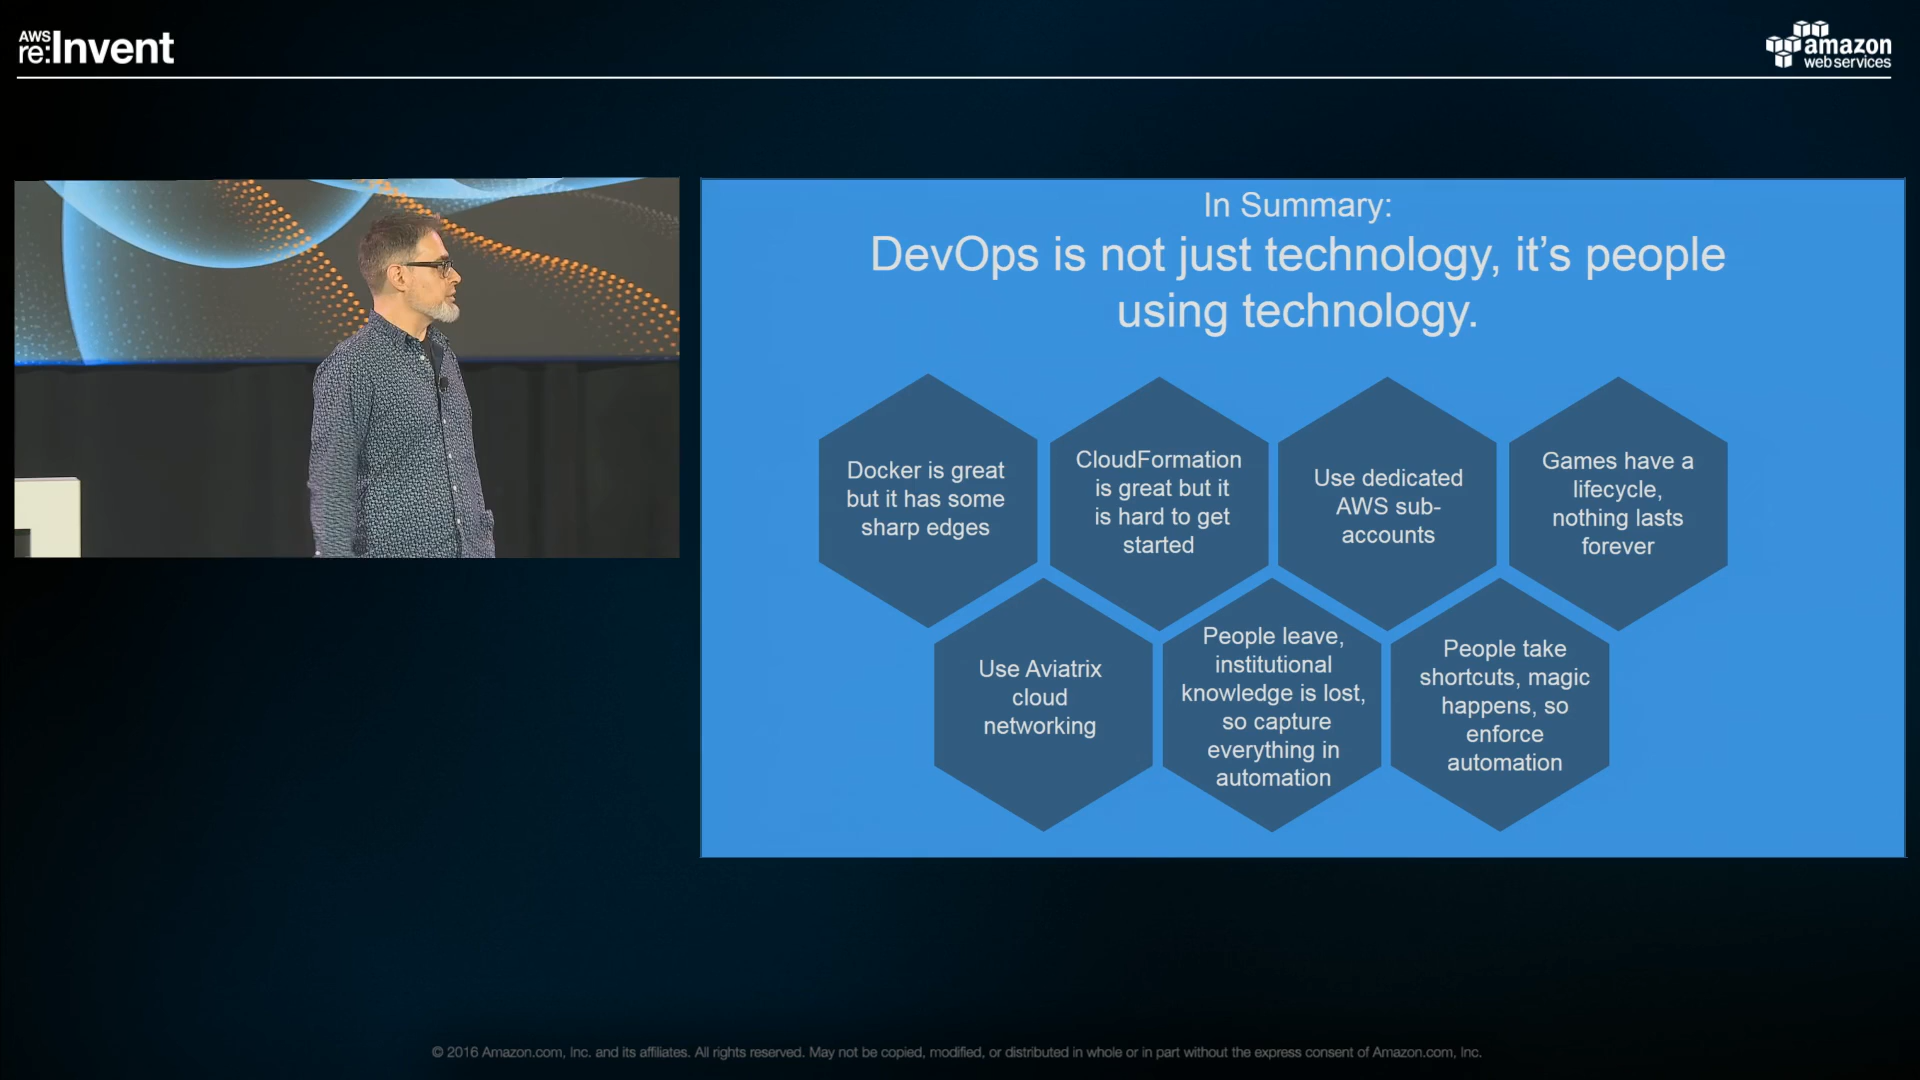 AWS
re:Invent
amazon
webservices
In Summary:
DevOps is not just technology, it’s people
using technology.
Docker is great
but it has some
sharp edges
CloudFormation
is great but it
is hard to get
started
Use dedicated
AWS sub-
accounts
Games have a
lifecycle,
nothing lasts
forever
Use Aviatrix
cloud
networking
People leave,
institutional
knowledge is lost,
so capture
everything in
automation
People take
shortcuts, magic
happens, so
enforce
automation
© 2016 Amazon.com, Inc. and its affiliates. All rights reserved. May not be copied, modified, or distributed in whole or in part without the express consent of Amazon.com, Inc.